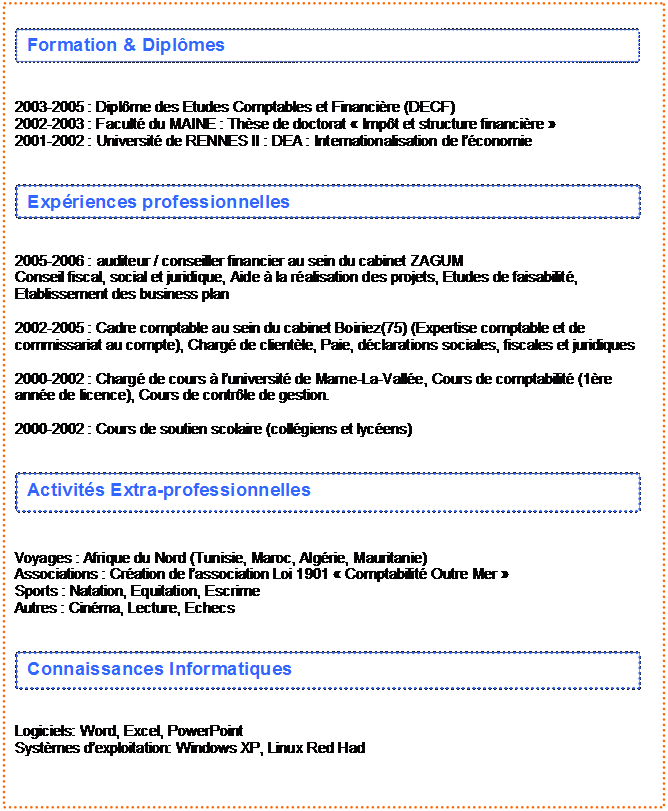 Formation & Diplômes
2003-2005 : Diplôme des Etudes Comptables et Financière (DECF)
2002-2003 : Faculté du MAINE : Thèse de doctorat « Impôt et structure financière »
2001-2002 : Université de RENNES II : DEA : Internationalisation de l'économie
Expériences professionnelles
2005-2006 : auditeur / conseiller financier au sein du cabinet ZAGUM
Conseil fiscal, social et juridique, Aide à la réalisation des projets, Etudes de faisabilité,
Etablissement des business plan
2002-2005 : Cadre comptable au sein du cabinet Boiriez(75) (Expertise comptable et de
commissariat au compte), Chargé de clientèle, Paie, déclarations sociales, fiscales et juridiques
2000-2002 : Chargé de cours à l'université de Marne-La-Vallée, Cours de comptabilité (1ère
année de licence), Cours de contrôle de gestion.
2000-2002 : Cours de soutien scolaire (collégiens et lycéens)
Activités Extra-professionnelles
Voyages : Afrique du Nord (Tunisie, Maroc, Algérie, Mauritanie)
Associations : Création de l'association Loi 1901 « Comptabilité Outre Mer »
Sports : Natation, Equitation, Escrime
Autres : Cinéma, Lecture, Echecs
Connaissances Informatiques
Logiciels: Word, Excel, PowerPoint
Systèmes d'exploitation: Windows XP, Linux Red Had